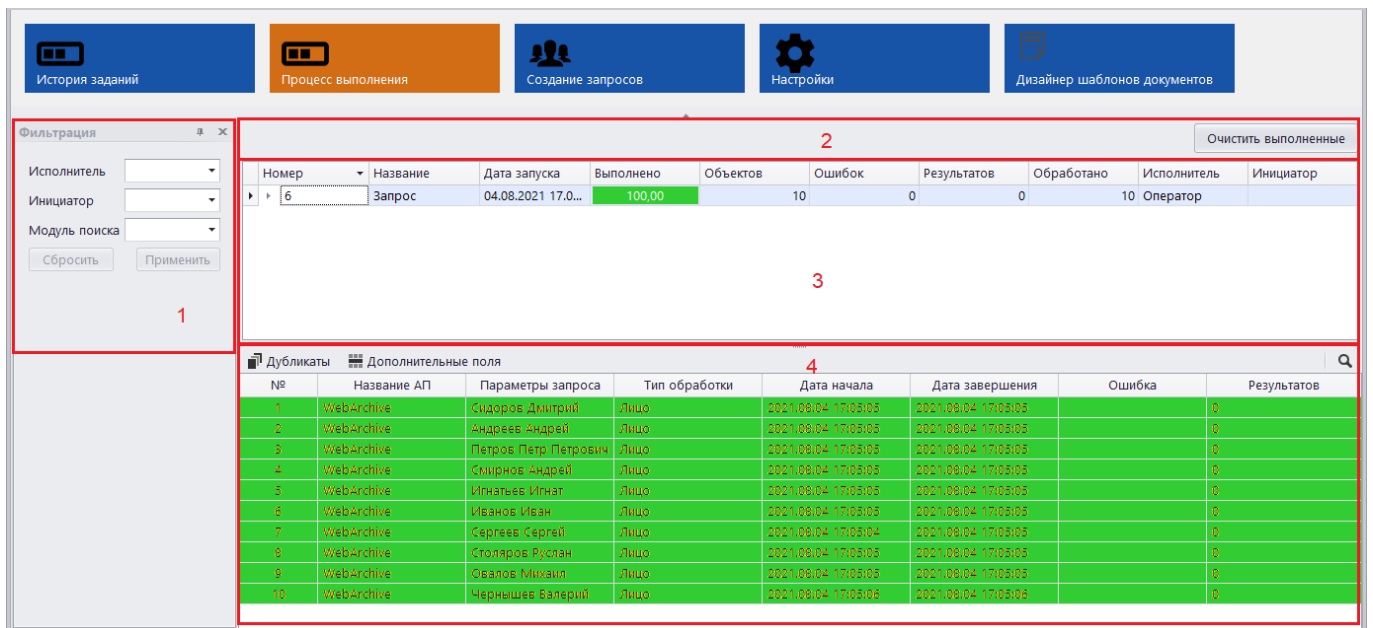 История заданий Процесс выполнения Создание запросов Настройки Дизайнер шаблонов документов
Фильтрация
2 Очистить выполненные
Исполнитель
Инициатор
Модуль поиска
Сбросить Применить
1
Номер Название Дата запуска Выполнено Объектов Ошибок Результатов Обработано Исполнитель Инициатор
6 Запрос 04.08.2021 17.0... 100,00 10 0 0 10 Оператор
3
Дубликаты Дополнительные поля 4
№ Название АП Параметры запроса Тип обработки Дата начала Дата завершения Ошибка Результатов
1 WebArchive Сидоров Дмитрий Лицо 2021.08.04 17:05:05 2021.08.04 17:05:05 0
2 WebArchive Андреев Андрей Лицо 2021.08.04 17:05:05 2021.08.04 17:05:05 0
3 WebArchive Петров Петр Петрович Лицо 2021.08.04 17:05:05 2021.08.04 17:05:05 0
4 WebArchive Смирнов Андрей Лицо 2021.08.04 17:05:05 2021.08.04 17:05:05 0
5 WebArchive Игнатьев Игнат Лицо 2021.08.04 17:05:05 2021.08.04 17:05:05 0
6 WebArchive Иванов Иван Лицо 2021.08.04 17:05:05 2021.08.04 17:05:05 0
7 WebArchive Сергеев Сергей Лицо 2021.08.04 17:05:04 2021.08.04 17:05:05 0
8 WebArchive Столяров Руслан Лицо 2021.08.04 17:05:05 2021.08.04 17:05:05 0
9 WebArchive Овалов Михаил Лицо 2021.08.04 17:05:05 2021.08.04 17:05:05 0
10 WebArchive Чернышев Валерий Лицо 2021.08.04 17:05:06 2021.08.04 17:05:06 0